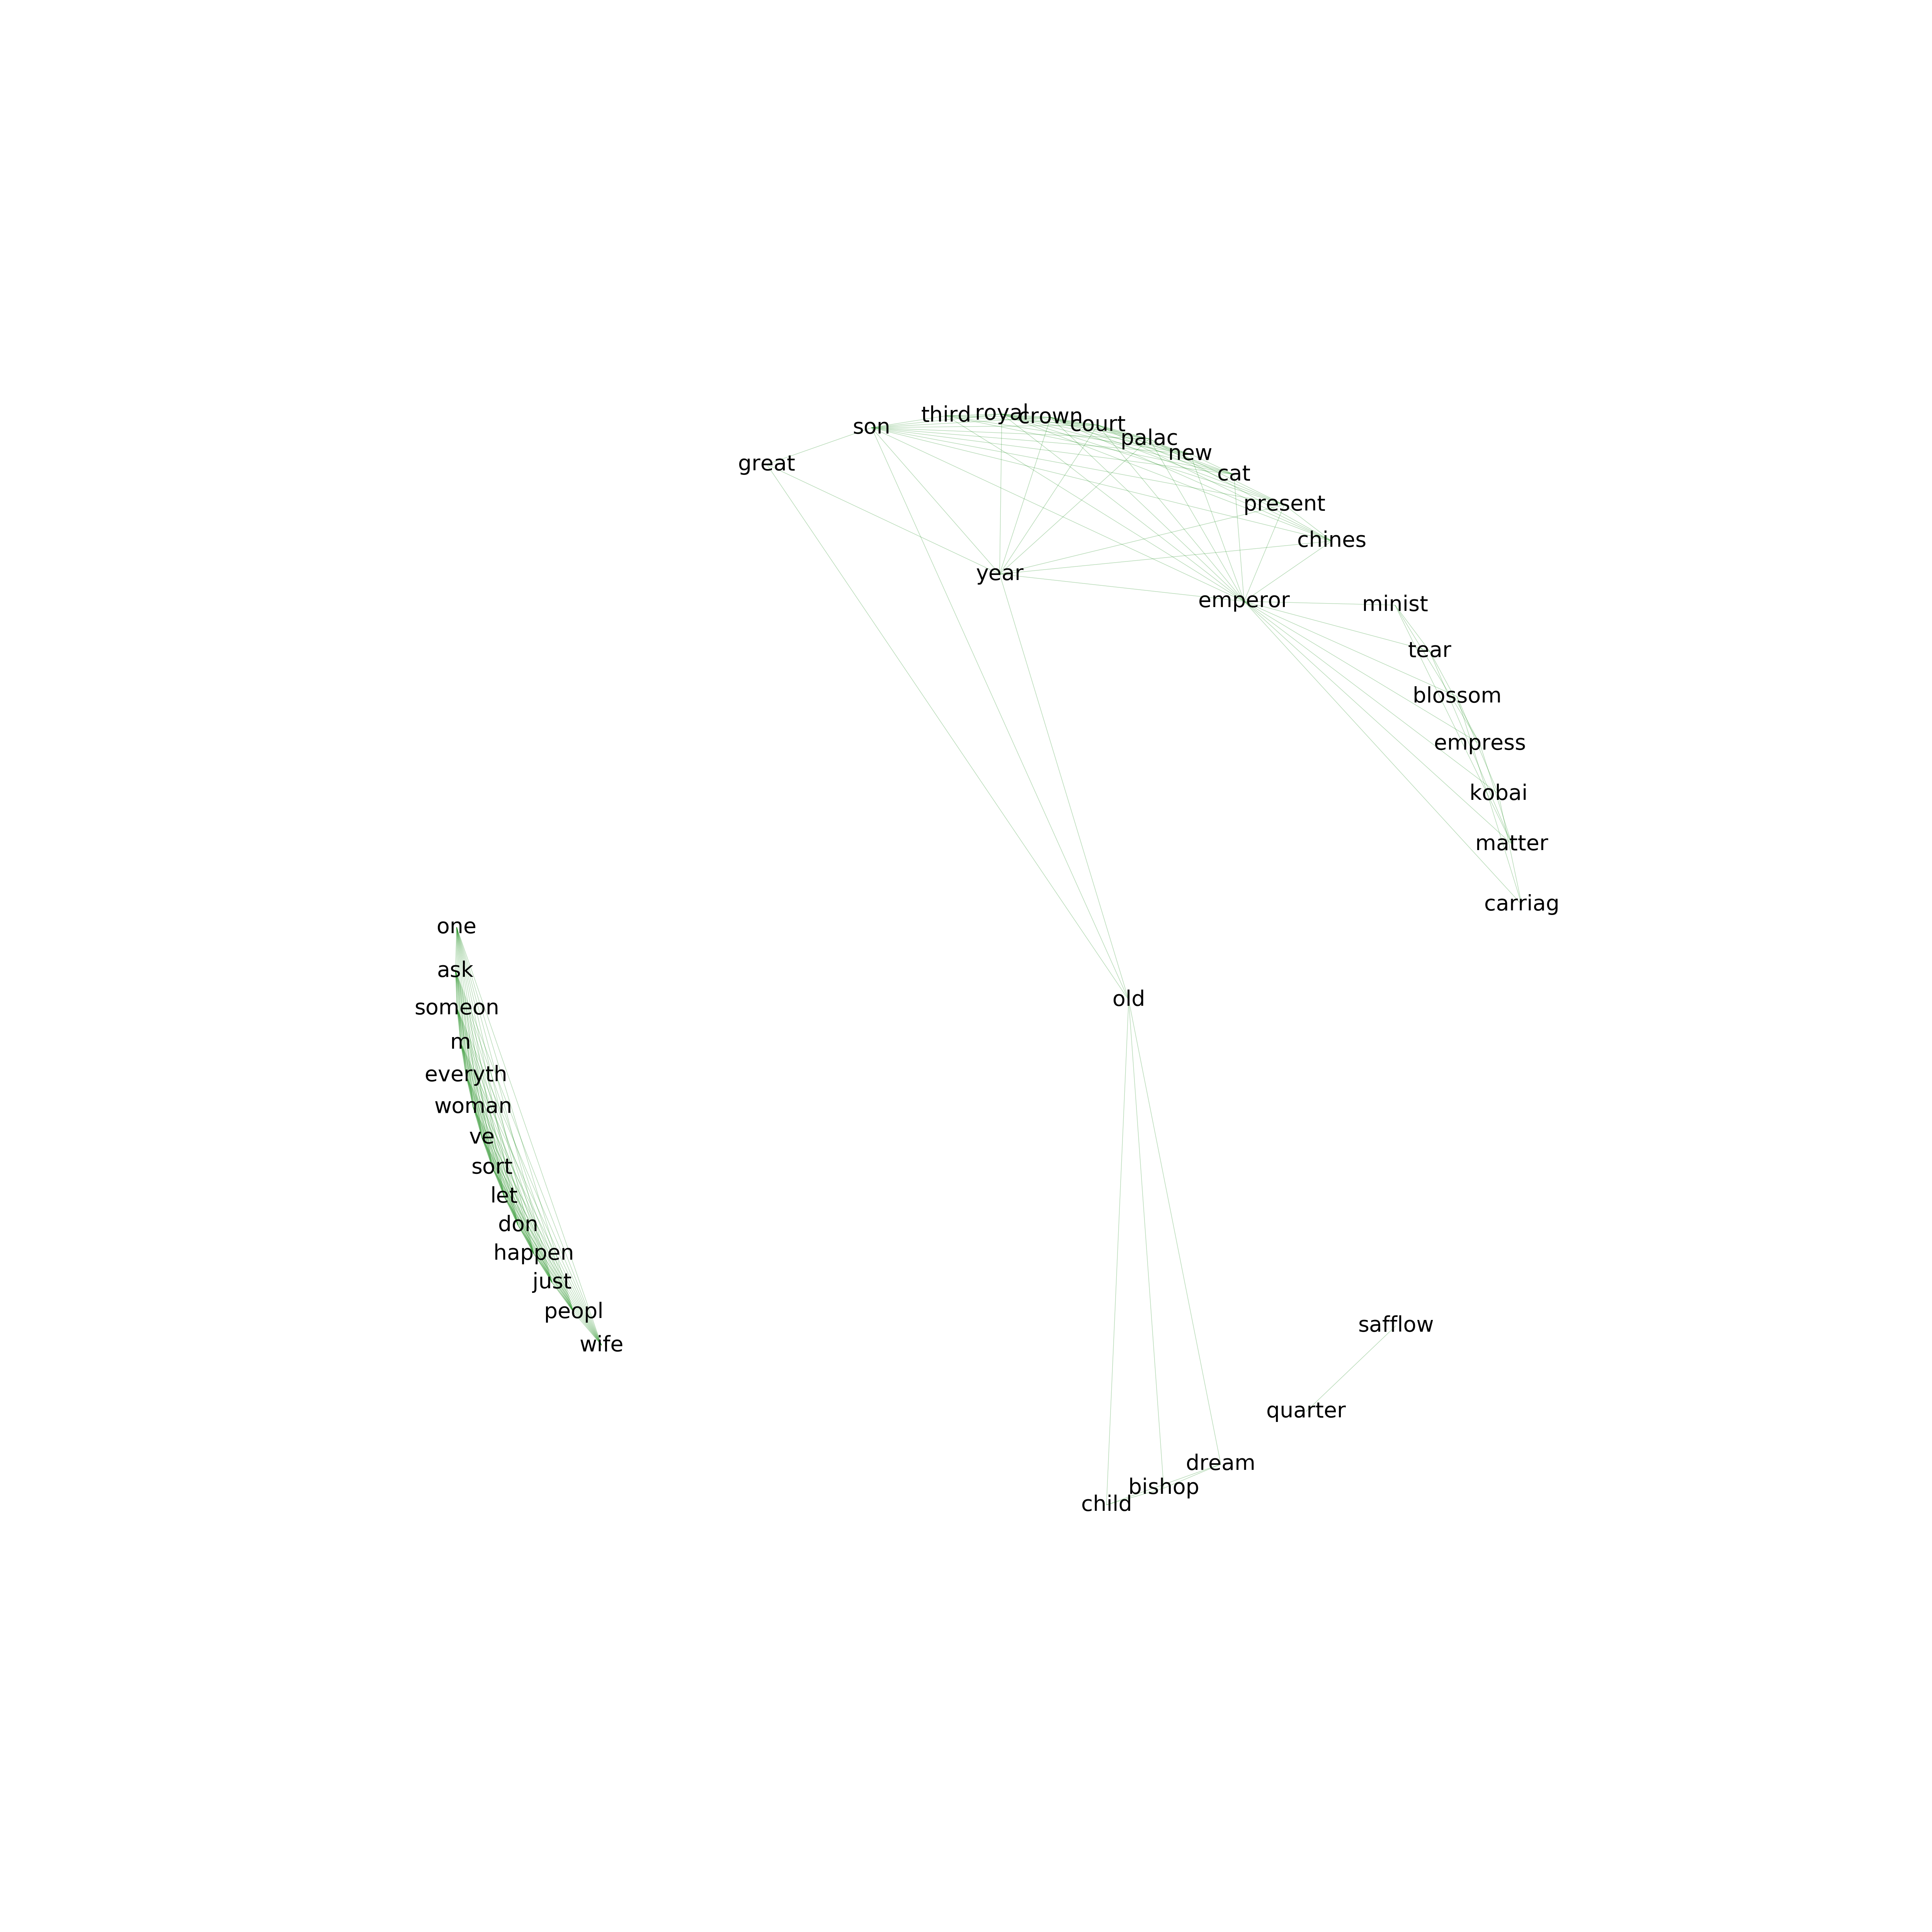 royal
third
crown
court
son
palac
new
great
cat
present
chines
year
emperor
minist
tear
blossom
empress
kobai
matter
carriag
one
ask
old
someon
m
everyth
woman
ve
sort
let
don
happen
just
peopl
safflow
wife
quarter
dream
bishop
child